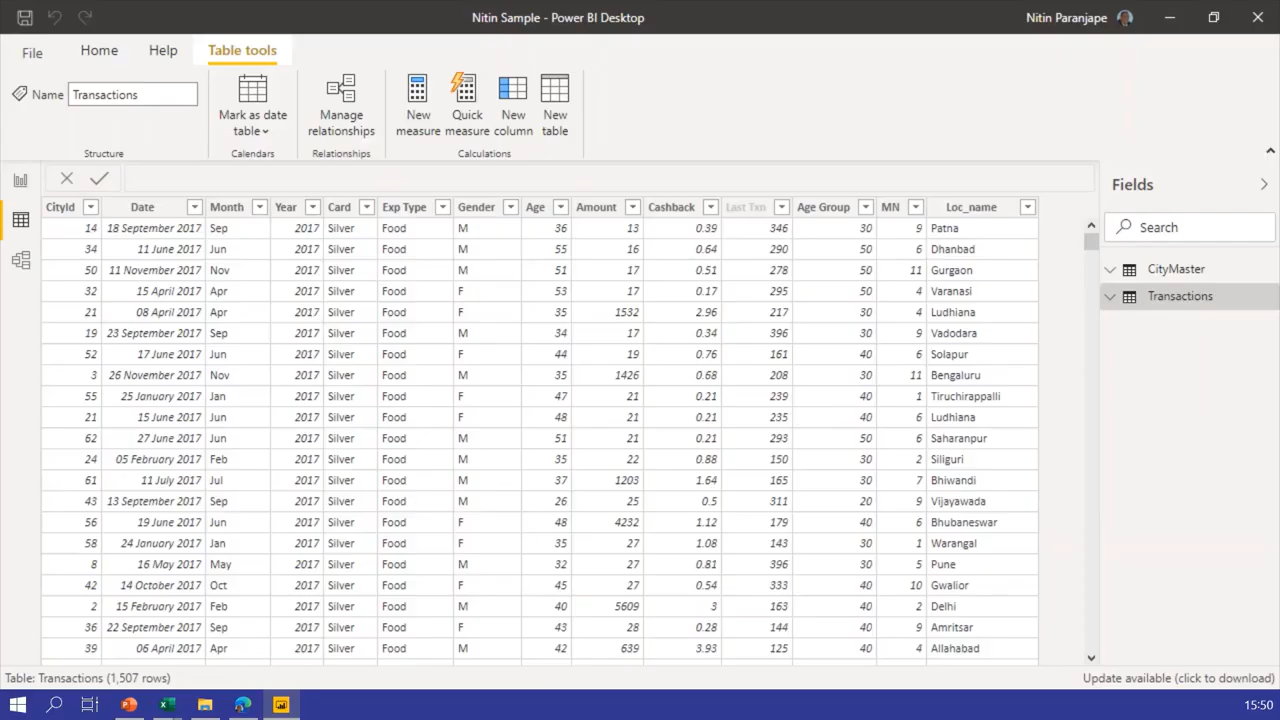 Nitin Sample - Power BI Desktop
Nitin Paranjape
File Home Help Table tools
Name Transactions
Mark as date table
Manage relationships
New measure
Quick measure
New column
New table
Structure Calendars Relationships Calculations
Fields
Search
CityMaster
Transactions
CityId Date Month Year Card Exp Type Gender Age Amount Cashback Last Txn Age Group MN Loc_name
14 18 September 2017 Sep 2017 Silver Food M 36 13 0.39 346 30 9 Patna
34 11 June 2017 Jun 2017 Silver Food M 55 16 0.64 290 50 6 Dhanbad
50 11 November 2017 Nov 2017 Silver Food M 51 17 0.51 278 50 11 Gurgaon
32 15 April 2017 Apr 2017 Silver Food F 53 17 0.17 295 50 4 Varanasi
21 08 April 2017 Apr 2017 Silver Food F 35 1532 2.96 217 30 4 Ludhiana
19 23 September 2017 Sep 2017 Silver Food M 34 17 0.34 396 30 9 Vadodara
52 17 June 2017 Jun 2017 Silver Food F 44 19 0.76 161 40 6 Solapur
3 26 November 2017 Nov 2017 Silver Food M 35 1426 0.68 208 30 11 Bengaluru
55 25 January 2017 Jan 2017 Silver Food F 47 21 0.21 239 40 1 Tiruchirappalli
21 15 June 2017 Jun 2017 Silver Food F 48 21 0.21 235 40 6 Ludhiana
62 27 June 2017 Jun 2017 Silver Food M 51 21 0.21 293 50 6 Saharanpur
24 05 February 2017 Feb 2017 Silver Food M 35 22 0.88 150 30 2 Siliguri
61 11 July 2017 Jul 2017 Silver Food M 37 1203 1.64 165 30 7 Bhiwandi
43 13 September 2017 Sep 2017 Silver Food M 26 25 0.5 311 20 9 Vijayawada
56 19 June 2017 Jun 2017 Silver Food F 48 4232 1.12 179 40 6 Bhubaneswar
58 24 January 2017 Jan 2017 Silver Food F 35 27 1.08 143 30 1 Warangal
8 16 May 2017 May 2017 Silver Food M 32 27 0.81 396 30 5 Pune
42 14 October 2017 Oct 2017 Silver Food F 45 27 0.54 333 40 10 Gwalior
2 15 February 2017 Feb 2017 Silver Food M 40 5609 3 163 40 2 Delhi
36 22 September 2017 Sep 2017 Silver Food F 43 28 0.28 144 40 9 Amritsar
39 06 April 2017 Apr 2017 Silver Food M 42 639 3.93 125 40 4 Allahabad
Table: Transactions (1,507 rows)
Update available (click to download)
15:50